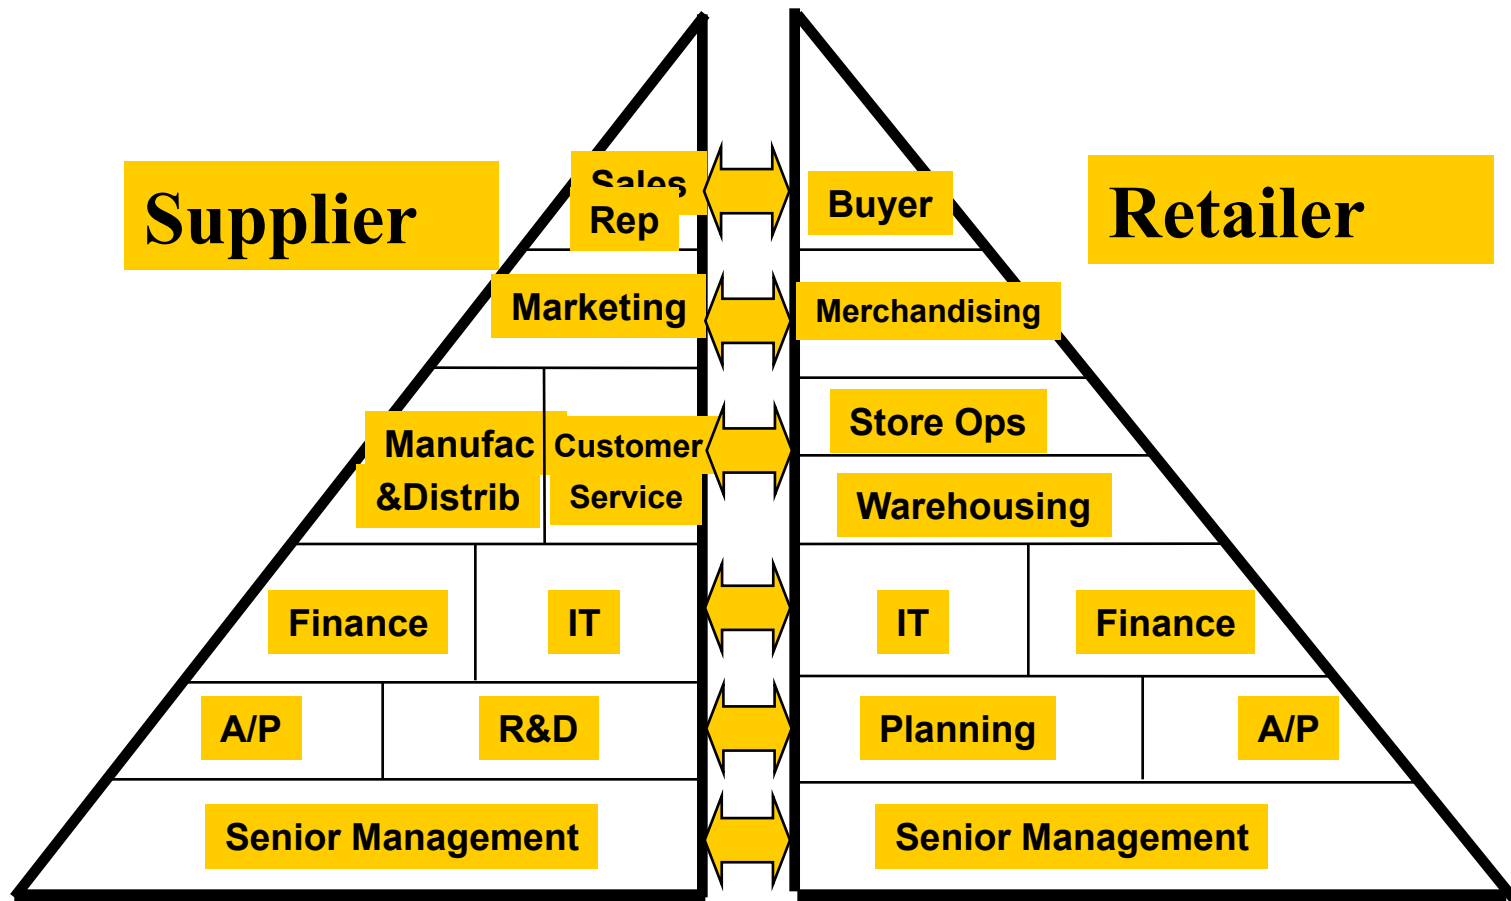 Supplier
Retailer
Sales
Rep
Buyer
Marketing
Merchandising
Store Ops
Manufac
&Distrib
Customer
Service
Warehousing
Finance
IT
IT
Finance
A/P
R&D
Planning
A/P
Senior Management
Senior Management